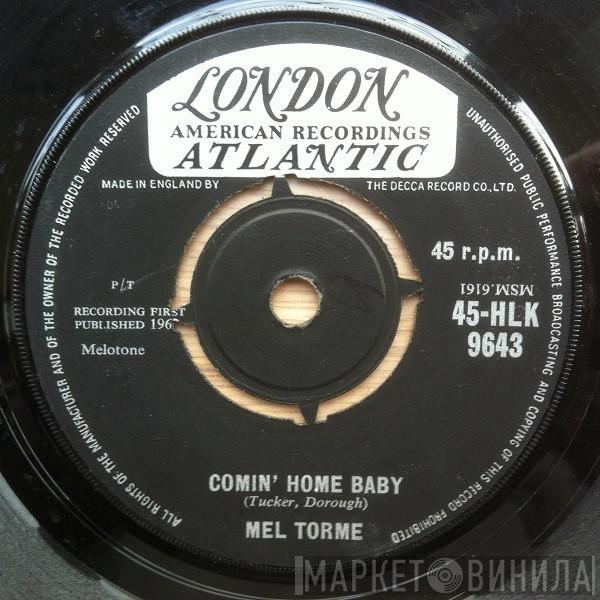 LONDON
AMERICAN RECORDINGS
ATLANTIC
MADE IN ENGLAND BY
THE DECCA RECORD CO., LTD.
45 r.p.m.
P/T
MSM.6161
RECORDING FIRST
PUBLISHED 196
45-HLK
9643
Melotone
COMIN' HOME BABY
(Tucker, Dorough)
MEL TORME
ALL RIGHTS OF THE MANUFACTURER AND OF THE OWNER OF THE RECORDED WORK RESERVED
UNAUTHORISED PUBLIC PERFORMANCE BROADCASTING AND COPYING OF THIS RECORD PROHIBITED
МАРКЕТ ВИНИЛА